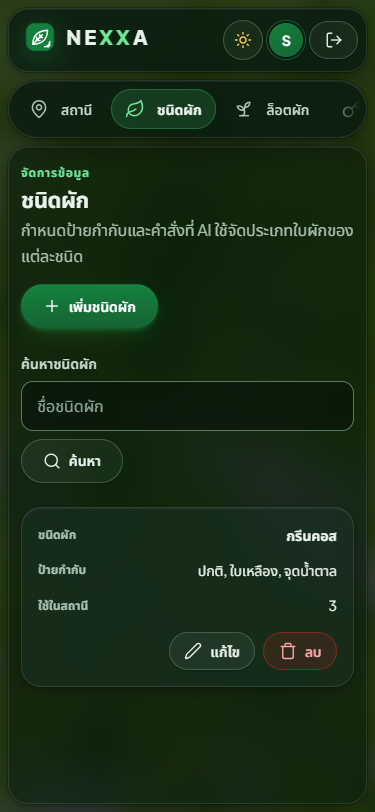 NEXXA
S
สถานี
ชนิดผัก
ล็อตผัก
จัดการข้อมูล
ชนิดผัก
กำหนดป้ายกำกับและคำสั่งที่ AI ใช้จัดประเภทใบผักของ
แต่ละชนิด
เพิ่มชนิดผัก
ค้นหาชนิดผัก
ชื่อชนิดผัก
ค้นหา
ชนิดผัก
กรีนคอส
ป้ายกำกับ
ปกติ, ใบเหลือง, จุดน้ำตาล
ใช้ในสถานี
3
แก้ไข
ลบ